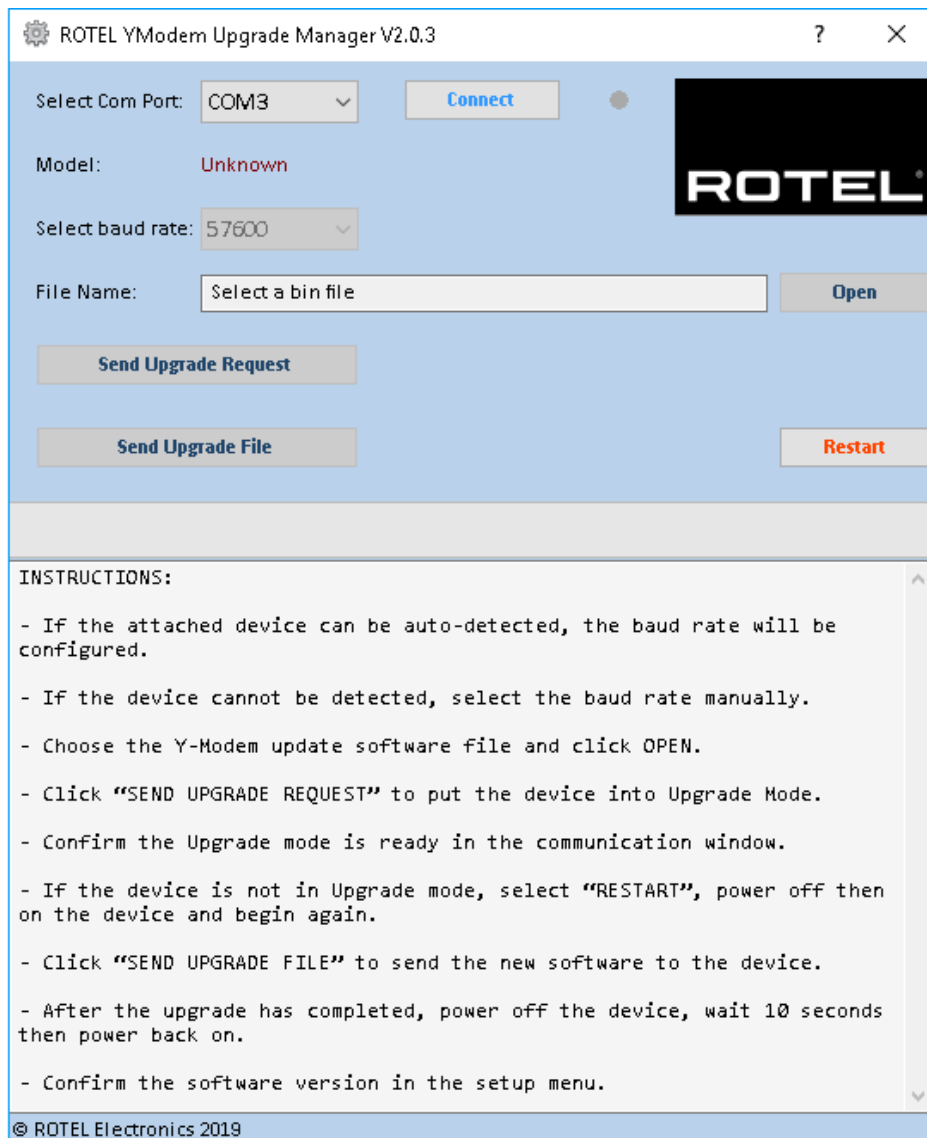 ROTEL YModem Upgrade Manager V2.0.3
?
Select Com Port: COM3 Connect
ROTEL
Model: Unknown
Select baud rate: 57600
File Name: Select a bin file Open
Send Upgrade Request
Send Upgrade File Restart
INSTRUCTIONS:
- If the attached device can be auto-detected, the baud rate will be
configured.
- If the device cannot be detected, select the baud rate manually.
- Choose the Y-Modem update software file and click OPEN.
- Click “SEND UPGRADE REQUEST” to put the device into Upgrade Mode.
- Confirm the Upgrade mode is ready in the communication window.
- If the device is not in Upgrade mode, select “RESTART”, power off then
on the device and begin again.
- Click “SEND UPGRADE FILE” to send the new software to the device.
- After the upgrade has completed, power off the device, wait 10 seconds
then power back on.
- Confirm the software version in the setup menu.
© ROTEL Electronics 2019